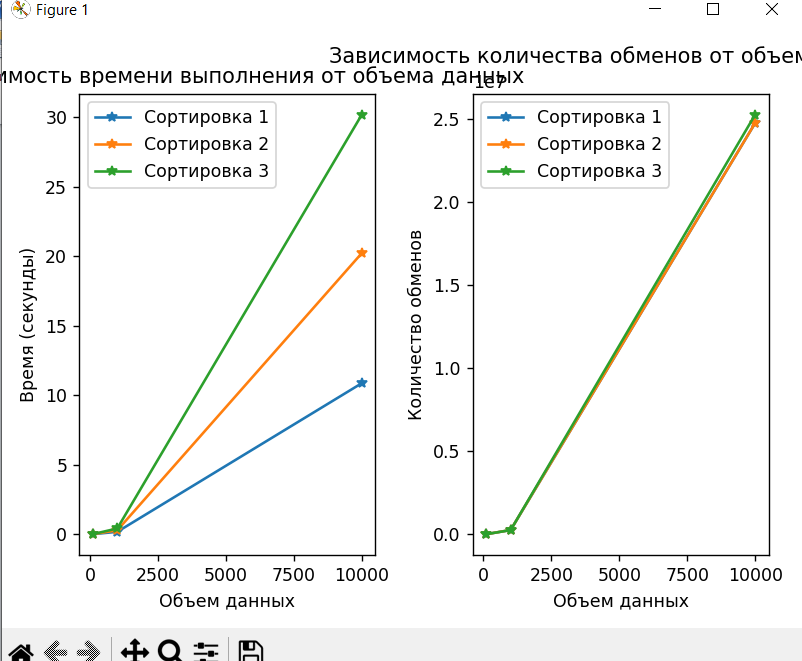 Figure 1
Зависимость количества обменов от объем
мость времени выполнения от объема данных
1e7
Сортировка 1
Сортировка 2
Сортировка 3
30
25
20
15
10
5
0
Время (секунды)
0 2500 5000 7500 10000
Объем данных
Сортировка 1
Сортировка 2
Сортировка 3
2.5
2.0
1.5
1.0
0.5
0.0
Количество обменов
0 2500 5000 7500 10000
Объем данных